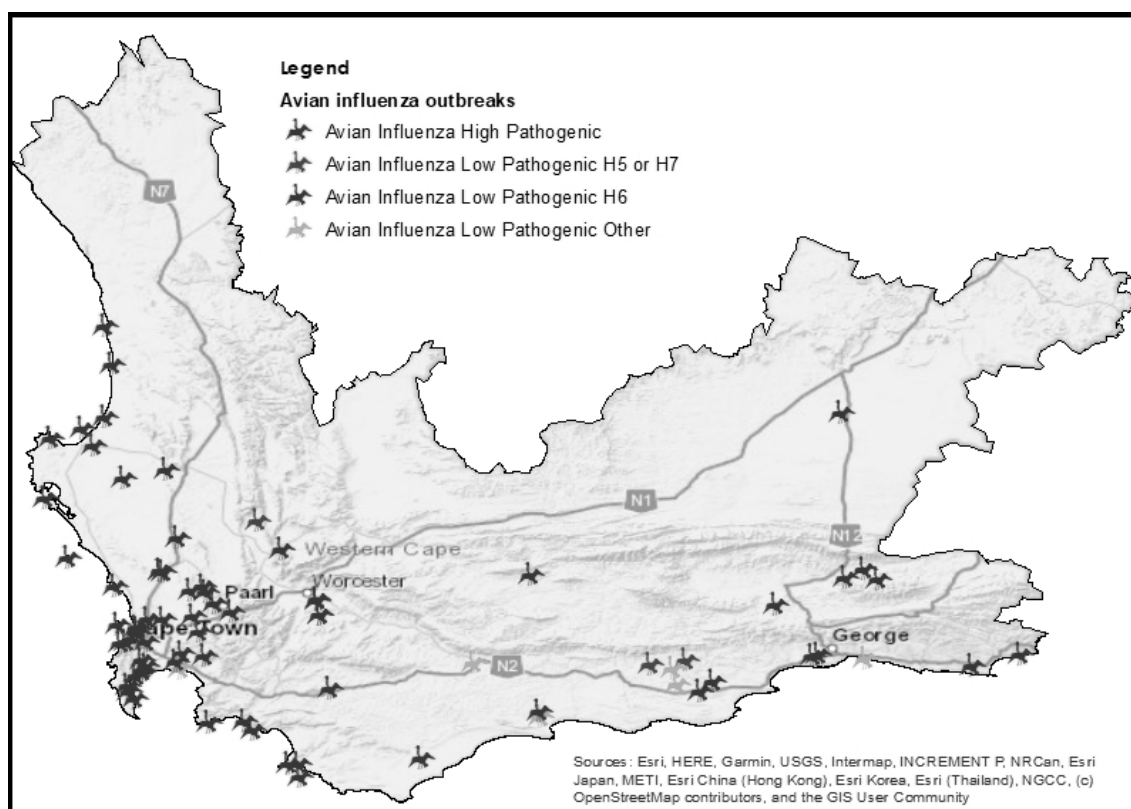 Legend
Avian influenza outbreaks
Avian Influenza High Pathogenic
Avian Influenza Low Pathogenic H5 or H7
Avian Influenza Low Pathogenic H6
Avian Influenza Low Pathogenic Other
N7
N1
N12
Western Cape
Paarl
Worcester
ape Town
George
N2
Sources: Esri, HERE, Garmin, USGS, Intermap, INCREMENT P, NRCan, Esri
Japan, METI, Esri China (Hong Kong), Esri Korea, Esri (Thailand), NGCC, (c)
OpenStreetMap contributors, and the GIS User Community